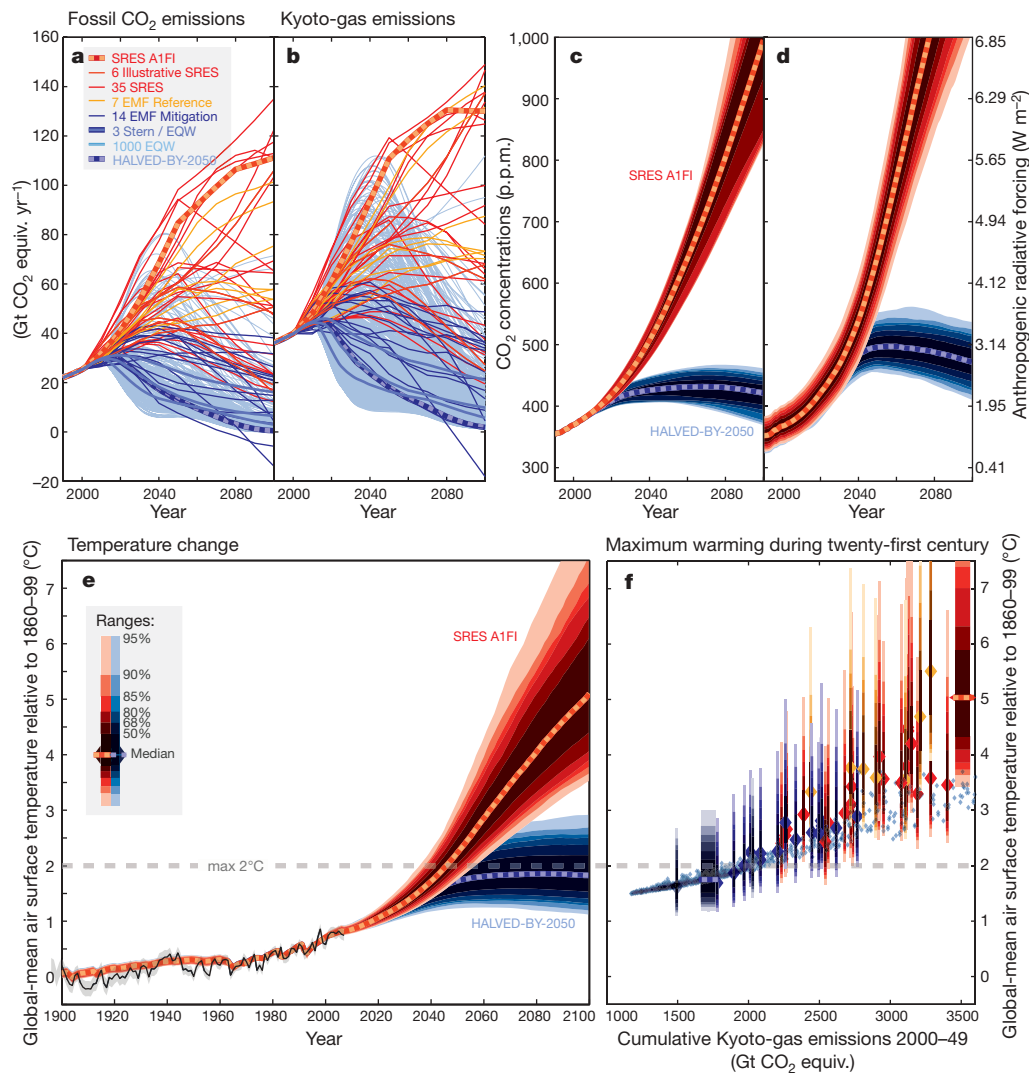 Fossil CO₂ emissions
Kyoto-gas emissions
(Gt CO₂ equiv. yr⁻¹)
160
140
120
100
80
60
40
20
0
–20
a
SRES A1FI
6 Illustrative SRES
35 SRES
7 EMF Reference
14 EMF Mitigation
3 Stern / EQW
1000 EQW
HALVED-BY-2050
2000 2040 2080
Year
b
2000 2040 2080
Year
CO₂ concentrations (p.p.m.)
1,000
900
800
700
600
500
400
300
c
SRES A1FI
HALVED-BY-2050
2000 2040 2080
Year
d
2000 2040 2080
Year
6.85
6.29
5.65
4.94
4.12
3.14
1.95
0.41
Anthropogenic radiative forcing (W m⁻²)
Temperature change
Global-mean air surface temperature relative to 1860–99 (°C)
7
6
5
4
3
2
1
0
e
Ranges:
95%
90%
85%
80%
68%
50%
Median
SRES A1FI
max 2°C
HALVED-BY-2050
1900 1920 1940 1960 1980 2000 2020 2040 2060 2080 2100
Year
Maximum warming during twenty-first century
f
7
6
5
4
3
2
1
0
Global-mean air surface temperature relative to 1860–99 (°C)
1000 1500 2000 2500 3000 3500
Cumulative Kyoto-gas emissions 2000–49
(Gt CO₂ equiv.)